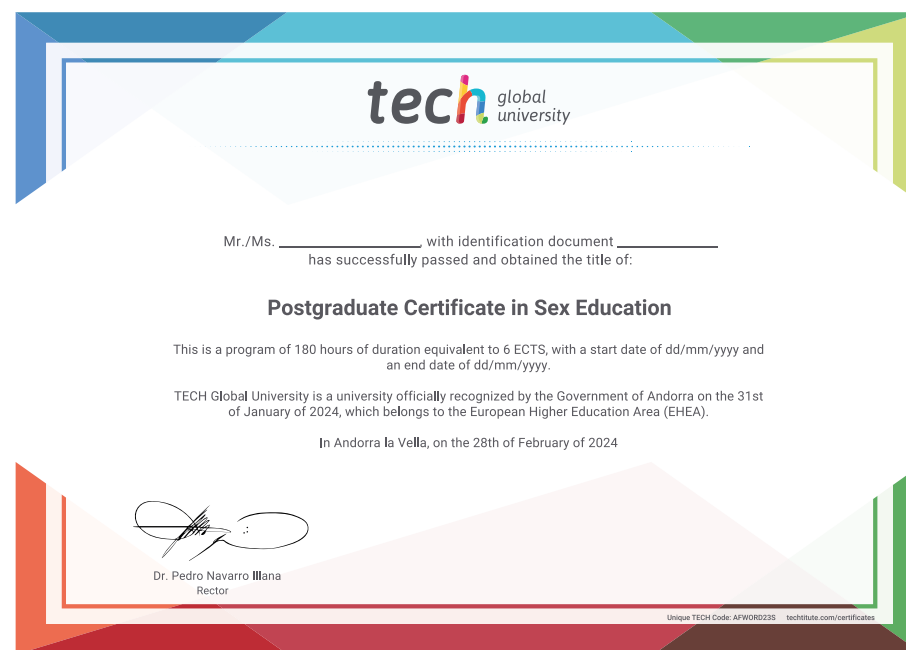 tech global
university
Mr./Ms. ________________, with identification document ____________
has successfully passed and obtained the title of:
Postgraduate Certificate in Sex Education
This is a program of 180 hours of duration equivalent to 6 ECTS, with a start date of dd/mm/yyyy and
an end date of dd/mm/yyyy.
TECH Global University is a university officially recognized by the Government of Andorra on the 31st
of January of 2024, which belongs to the European Higher Education Area (EHEA).
In Andorra la Vella, on the 28th of February of 2024
Dr. Pedro Navarro Illana
Rector
Unique TECH Code: AFWORD23S techtitute.com/certificates